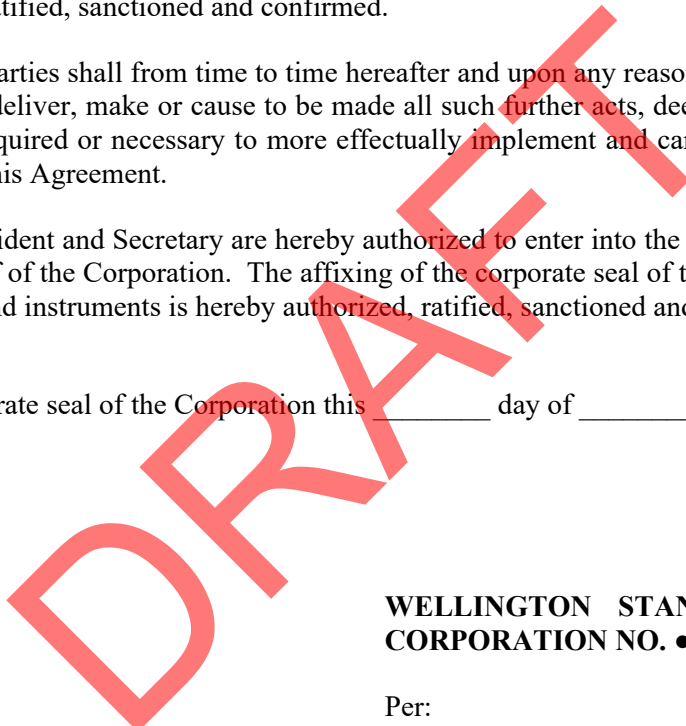 atified, sanctioned and confirmed.
arties shall from time to time hereafter and upon any reaso
deliver, make or cause to be made all such further acts, dee
quired or necessary to more effectually implement and car
his Agreement.
ident and Secretary are hereby authorized to enter into the
f of the Corporation. The affixing of the corporate seal of t
nd instruments is hereby authorized, ratified, sanctioned and
rate seal of the Corporation this ________ day of ________
WELLINGTON STAN
CORPORATION NO. ●
Per:
DRAFT